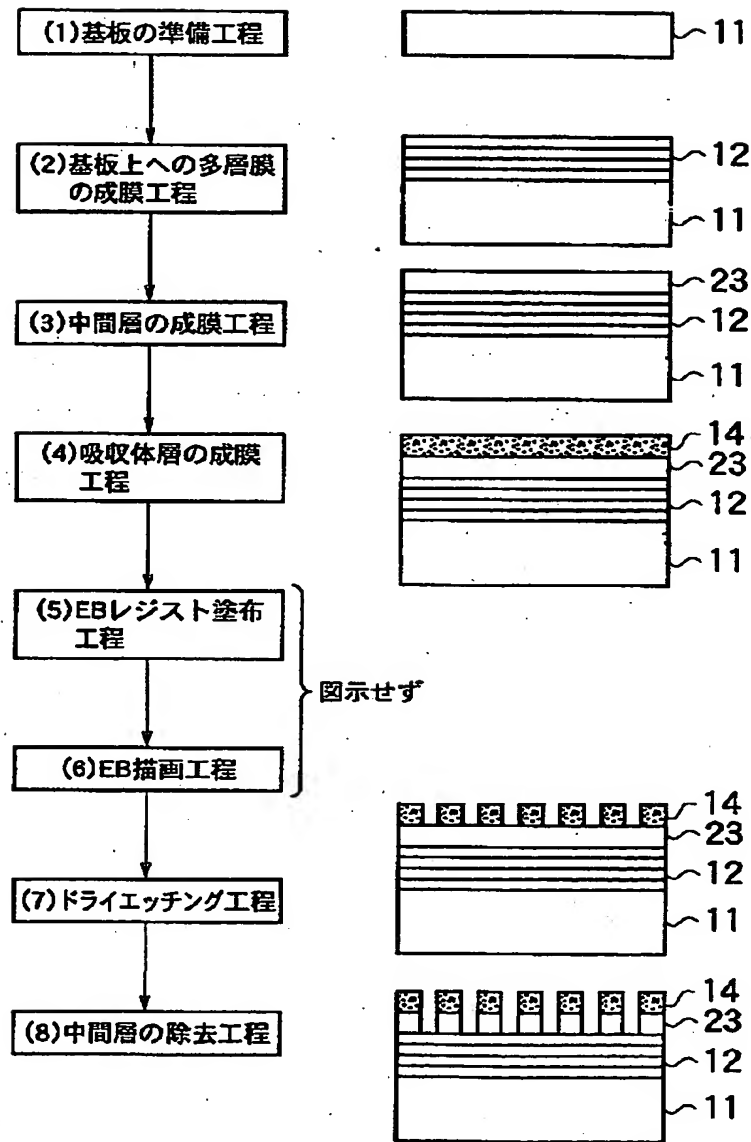 (1)基板の準備工程
11
(2)基板上への多層膜
の成膜工程
12
11
(3)中間層の成膜工程
23
12
11
(4)吸収体層の成膜
工程
14
23
12
11
(5)EBレジスト塗布
工程
図示せず
(6)EB描画工程
(7)ドライエッチング工程
14
23
12
11
(8)中間層の除去工程
14
23
12
11